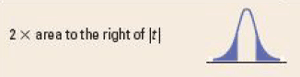 2 × area to the right of |t|